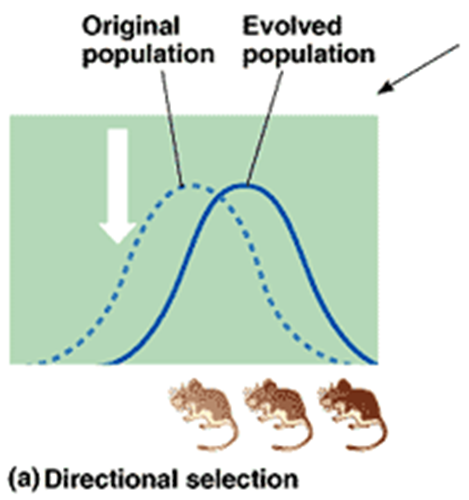 Original
population
Evolved
population
(a) Directional selection